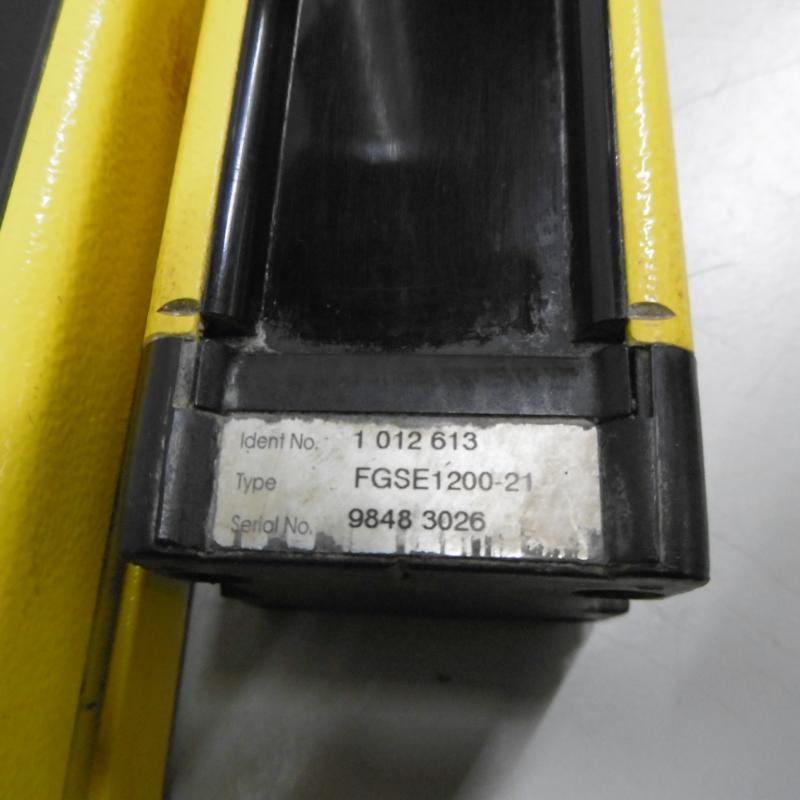 Ident No. 1 012 613
Type FGSE1200-21
Serial No. 9848 3026